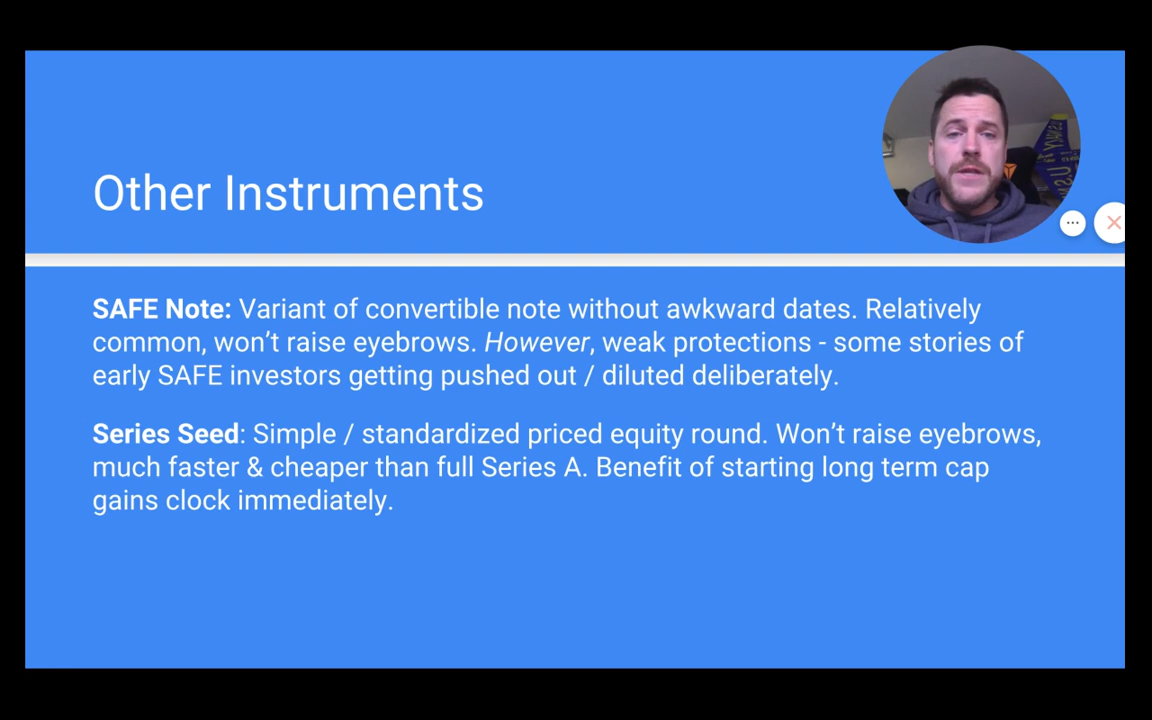 Other Instruments
SAFE Note: Variant of convertible note without awkward dates. Relatively
common, won’t raise eyebrows. However, weak protections - some stories of
early SAFE investors getting pushed out / diluted deliberately.
Series Seed: Simple / standardized priced equity round. Won’t raise eyebrows,
much faster & cheaper than full Series A. Benefit of starting long term cap
gains clock immediately.